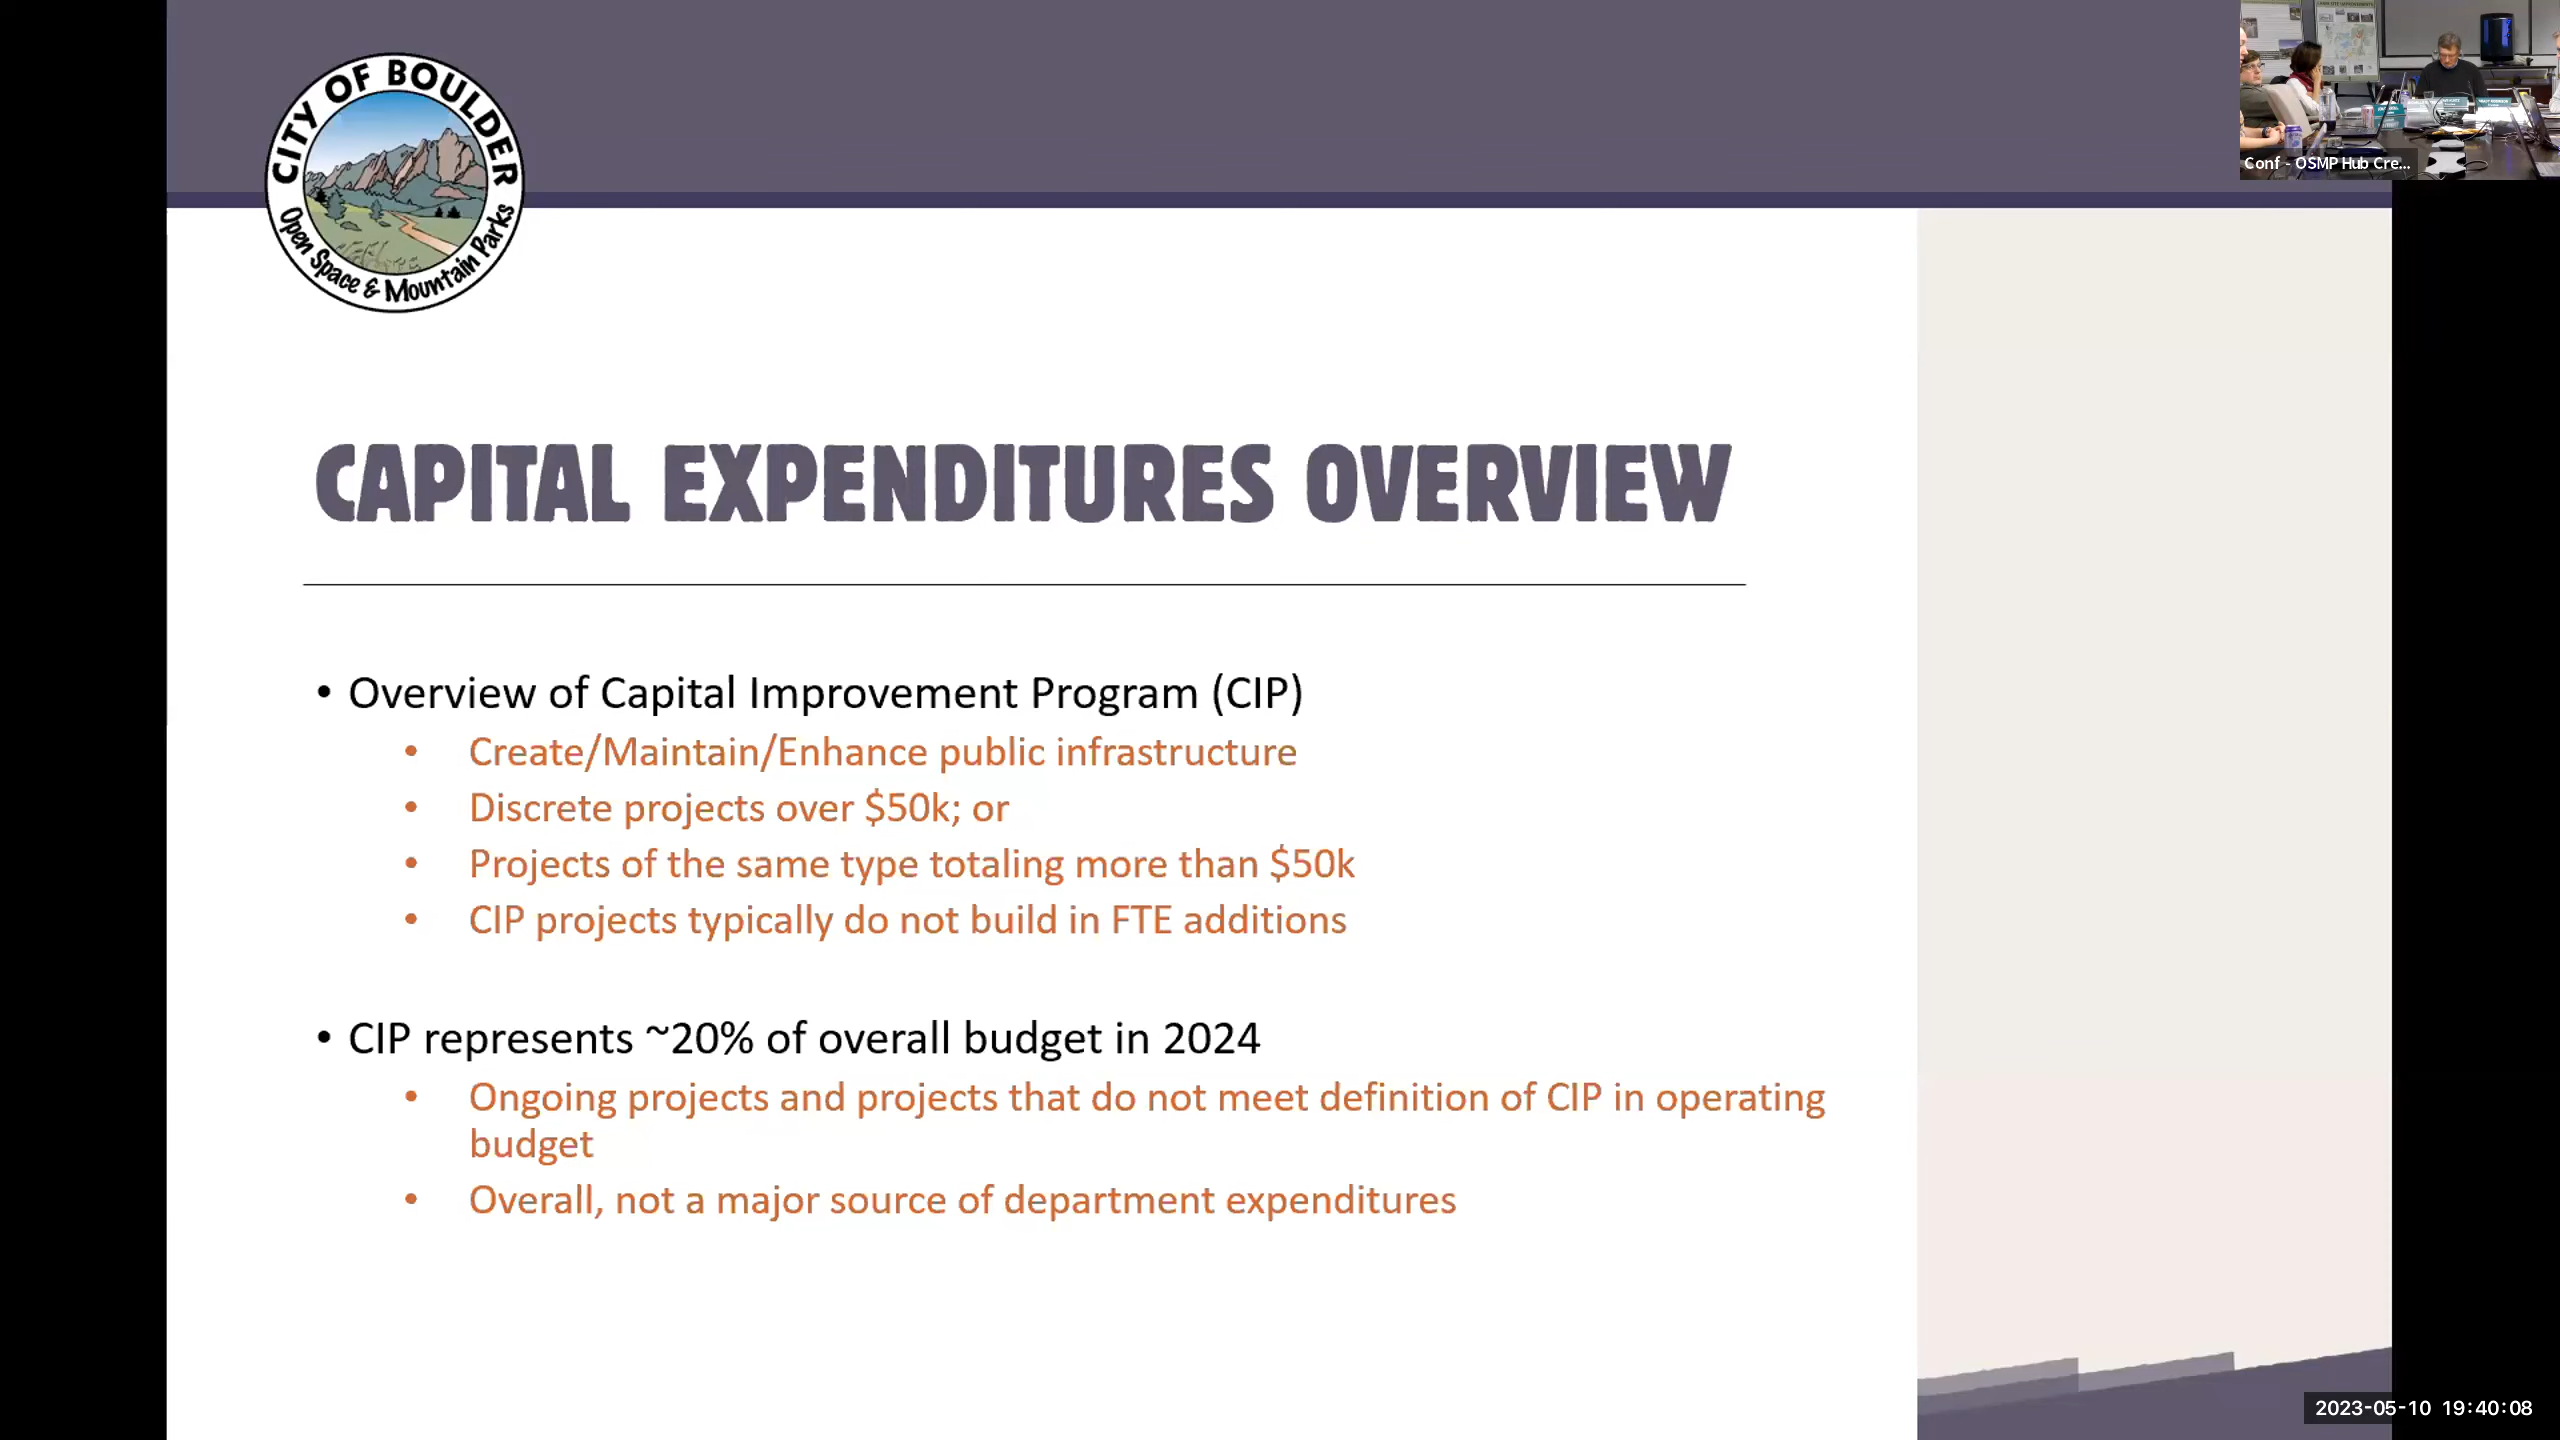 CITY OF BOULDER
Open Space & Mountain Parks
Conf - OSMP Hub Cre...
CAPITAL EXPENDITURES OVERVIEW
• Overview of Capital Improvement Program (CIP)
• Create/Maintain/Enhance public infrastructure
• Discrete projects over $50k; or
• Projects of the same type totaling more than $50k
• CIP projects typically do not build in FTE additions
• CIP represents ~20% of overall budget in 2024
• Ongoing projects and projects that do not meet definition of CIP in operating
budget
• Overall, not a major source of department expenditures
2023-05-10 19:40:08